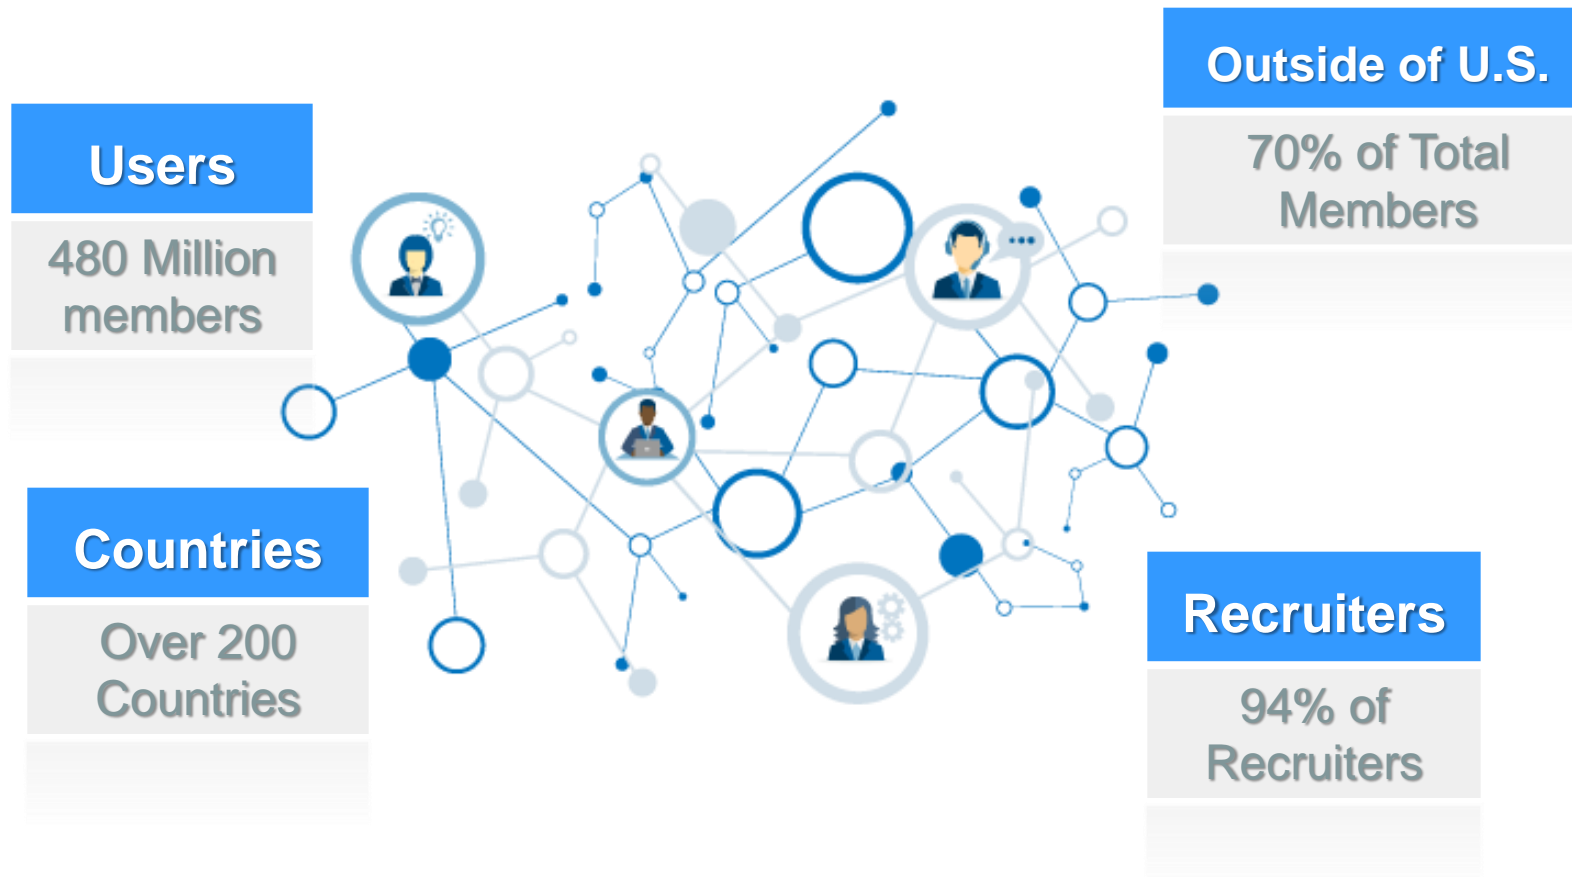 Users
480 Million
members
Outside of U.S.
70% of Total
Members
Countries
Over 200
Countries
Recruiters
94% of
Recruiters